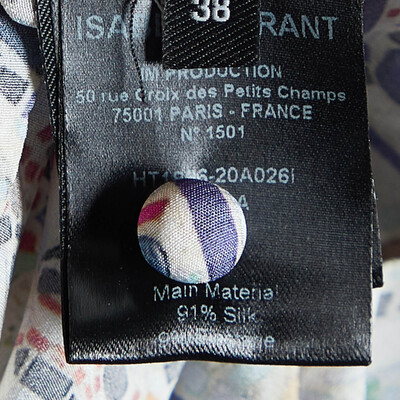 38
ISA RANT
IM PRODUCTION
50 rue Croix des Petits Champs
75001 PARIS - FRANCE
N° 1501
A
Main Material
91% Silk